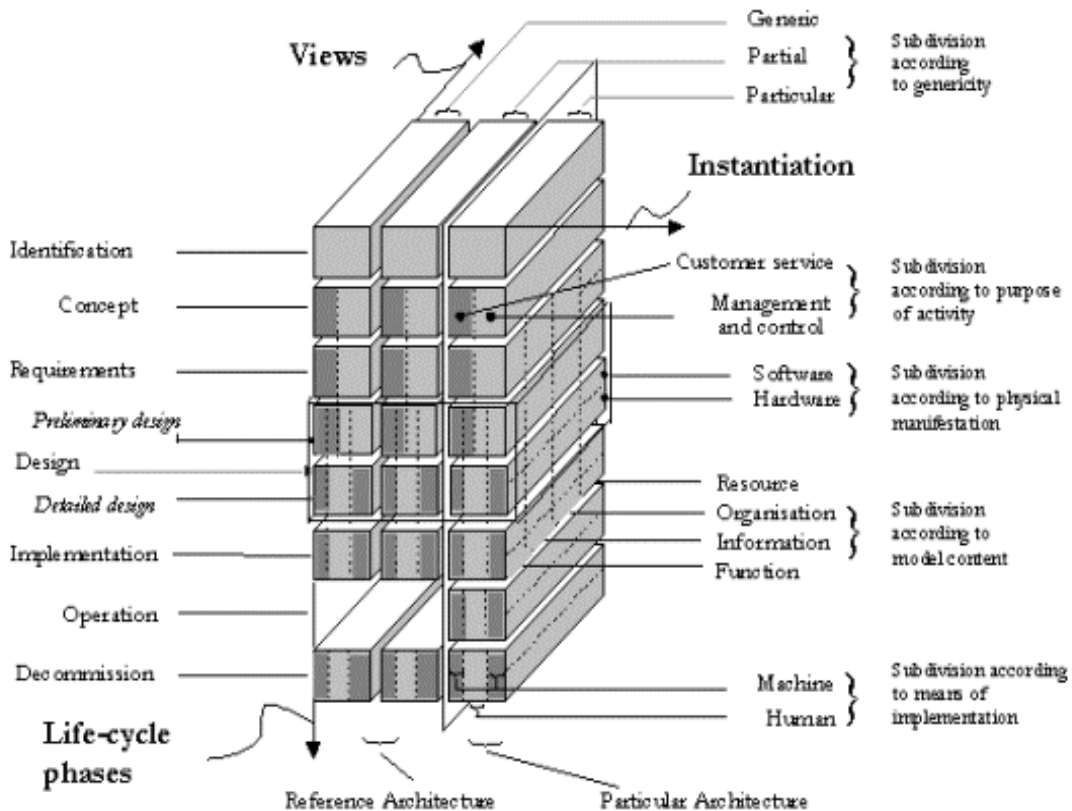 Generic
Views
Partial
Particular
Subdivision
according
to genericity
Instantiation
Identification
Concept
Requirements
Preliminary design
Design
Detailed design
Implementation
Operation
Decommission
Customer service
Management
and control
Subdivision
according to purpose
of activity
Software
Hardware
Subdivision
according to physical
manifestation
Resource
Organisation
Information
Function
Subdivision
according to
model content
Machine
Human
Subdivision according
to means of
implementation
Life-cycle
phases
Reference Architecture
Particular Architecture